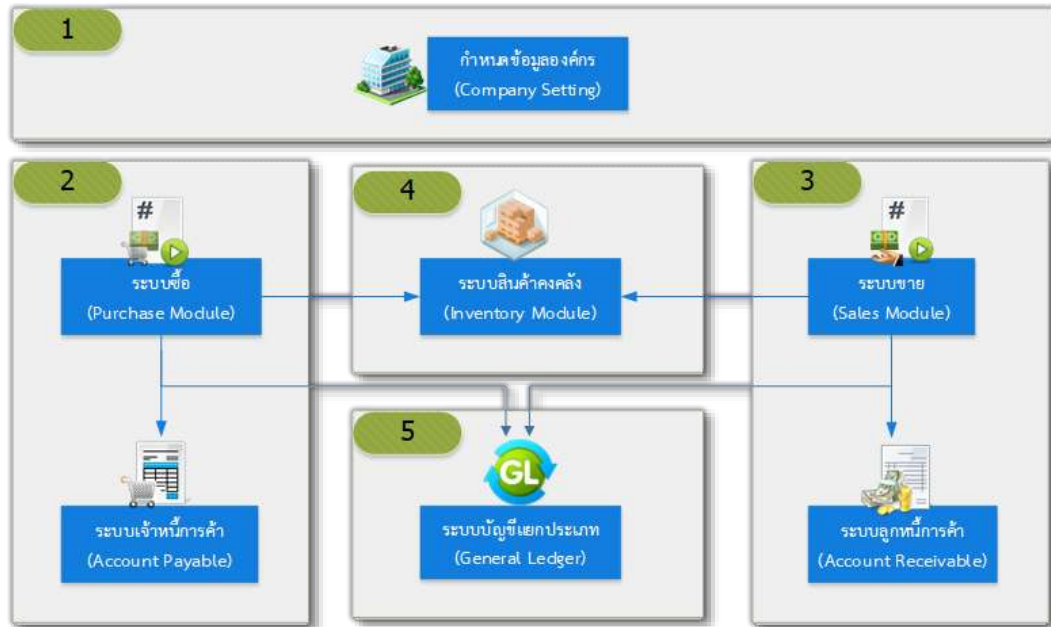 1
กำหนดข้อมูลองค์กร
(Company Setting)
2
#
ระบบซื้อ
(Purchase Module)
4
ระบบสินค้าคงคลัง
(Inventory Module)
3
#
ระบบขาย
(Sales Module)
ระบบเจ้าหนี้การค้า
(Account Payable)
5
GL
ระบบบัญชีแยกประเภท
(General Ledger)
ระบบลูกหนี้การค้า
(Account Receivable)